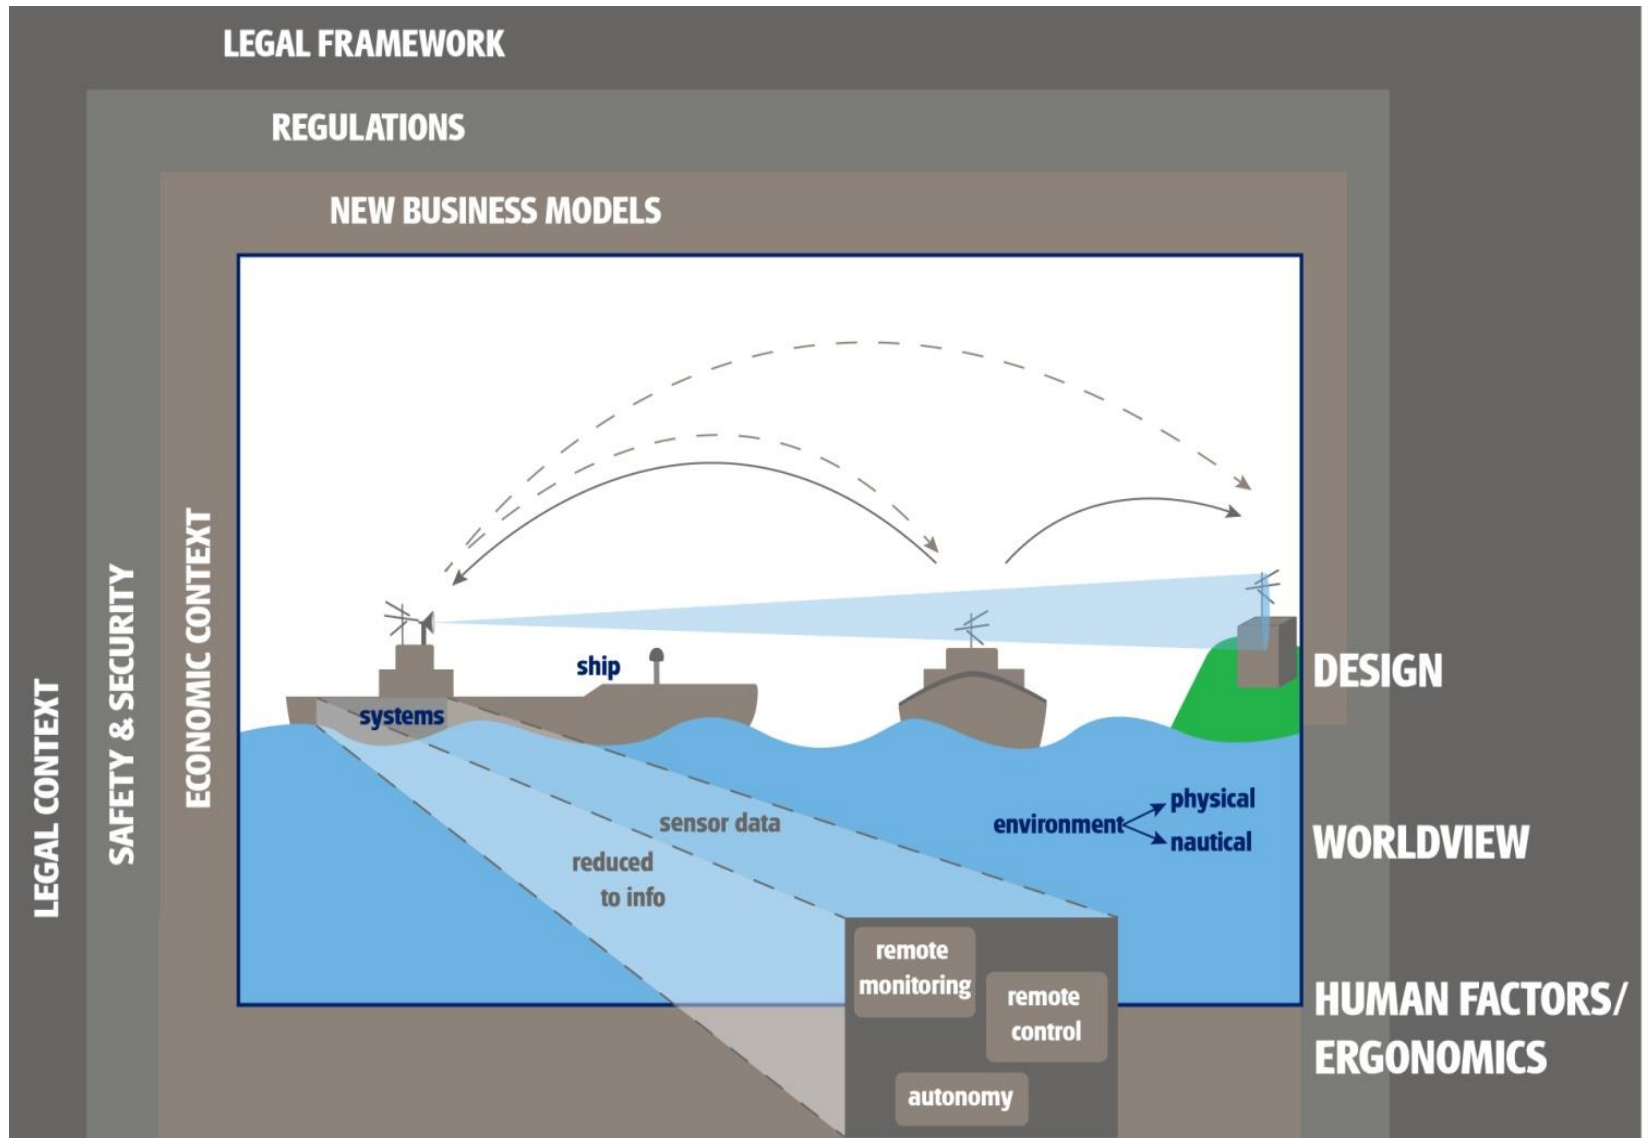 LEGAL FRAMEWORK
REGULATIONS
NEW BUSINESS MODELS
LEGAL CONTEXT
SAFETY & SECURITY
ECONOMIC CONTEXT
ship
systems
DESIGN
sensor data
reduced
to info
environment
physical
nautical
WORLDVIEW
remote
monitoring
remote
control
autonomy
HUMAN FACTORS/
ERGONOMICS